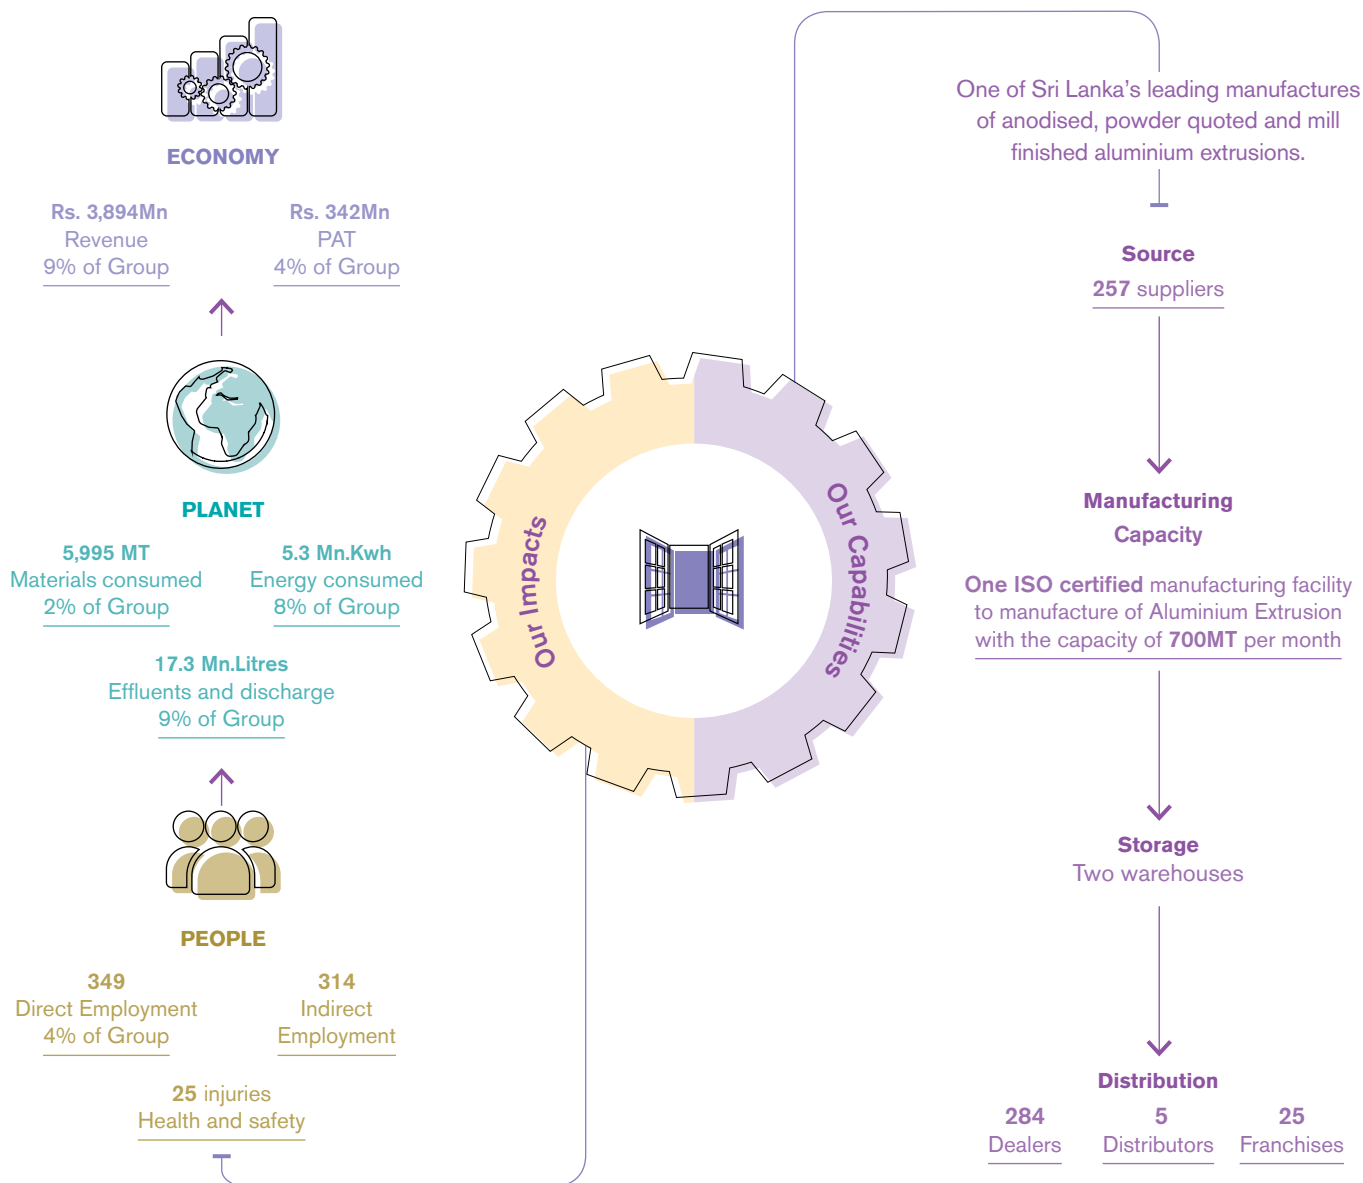 ECONOMY
Rs. 3,894Mn
Revenue
9% of Group
Rs. 342Mn
PAT
4% of Group
PLANET
5,995 MT
Materials consumed
2% of Group
5.3 Mn.Kwh
Energy consumed
8% of Group
17.3 Mn.Litres
Effluents and discharge
9% of Group
PEOPLE
349
Direct Employment
4% of Group
314
Indirect
Employment
25 injuries
Health and safety
Our Impacts
Our Capabilities
One of Sri Lanka's leading manufactures
of anodised, powder quoted and mill
finished aluminium extrusions.
Source
257 suppliers
Manufacturing
Capacity
One ISO certified manufacturing facility
to manufacture of Aluminium Extrusion
with the capacity of 700MT per month
Storage
Two warehouses
Distribution
284
Dealers
5
Distributors
25
Franchises